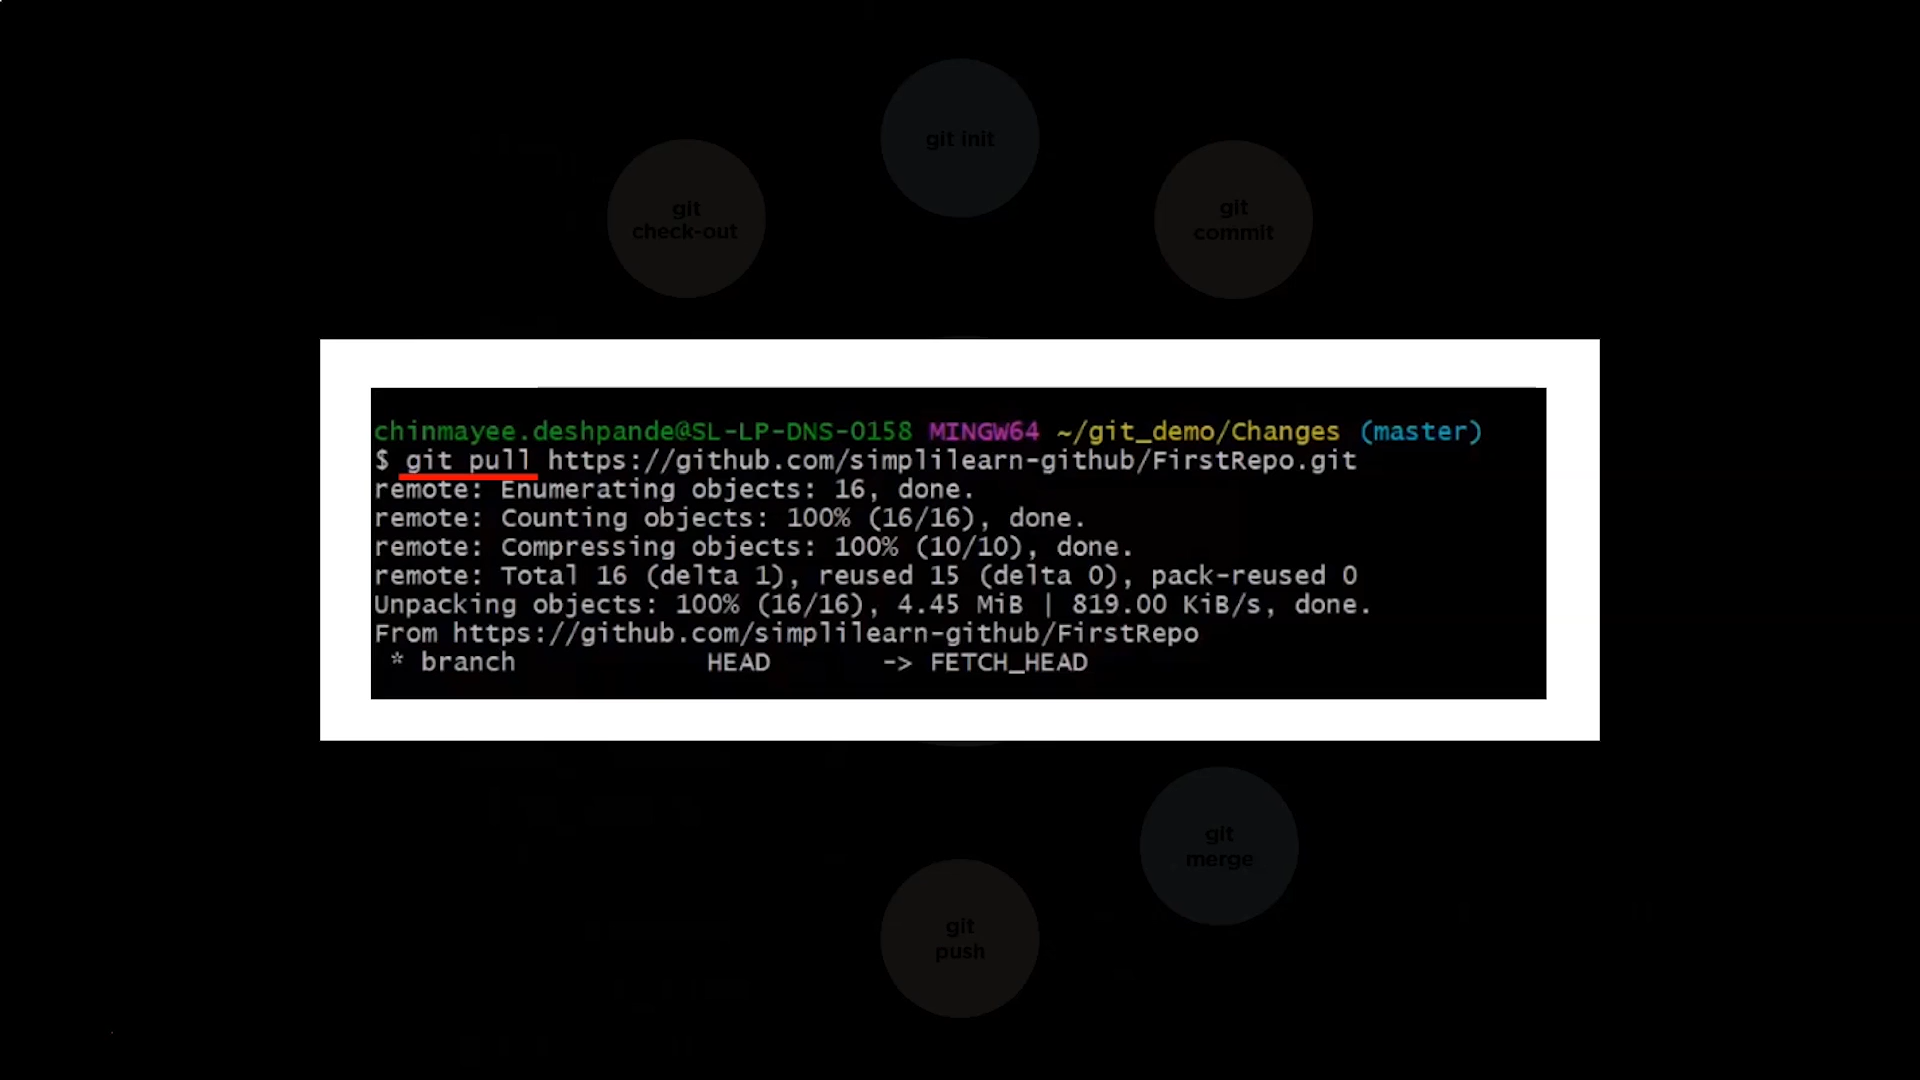 git init
git
check-out
git
commit
chinmayee.deshpande@SL-LP-DNS-0158 MINGW64 ~/git_demo/Changes (master)
$ git pull https://github.com/simplilearn-github/FirstRepo.git
remote: Enumerating objects: 16, done.
remote: Counting objects: 100% (16/16), done.
remote: Compressing objects: 100% (10/10), done.
remote: Total 16 (delta 1), reused 15 (delta 0), pack-reused 0
Unpacking objects: 100% (16/16), 4.45 MiB | 819.00 KiB/s, done.
From https://github.com/simplilearn-github/FirstRepo
 * branch            HEAD       -> FETCH_HEAD
git
merge
git
push